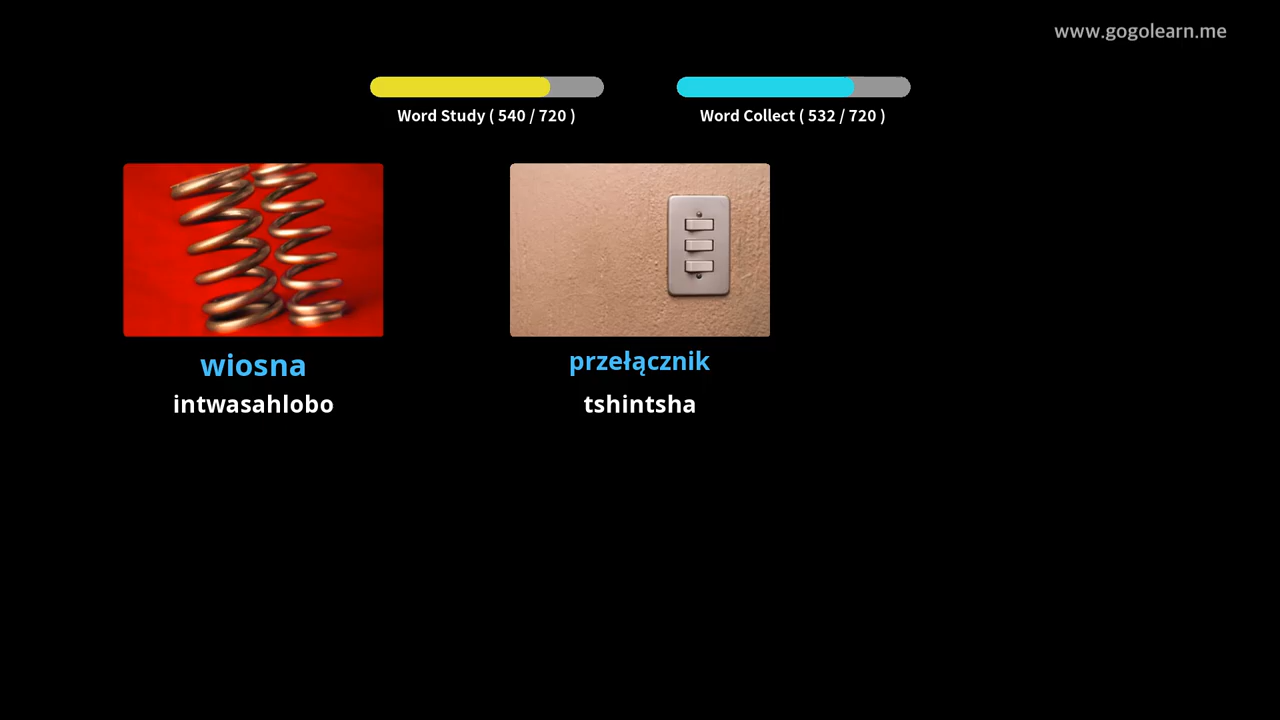 www.gogolearn.me
Word Study ( 540 / 720 )
Word Collect ( 532 / 720 )
wiosna
przełącznik
intwasahlobo
tshintsha